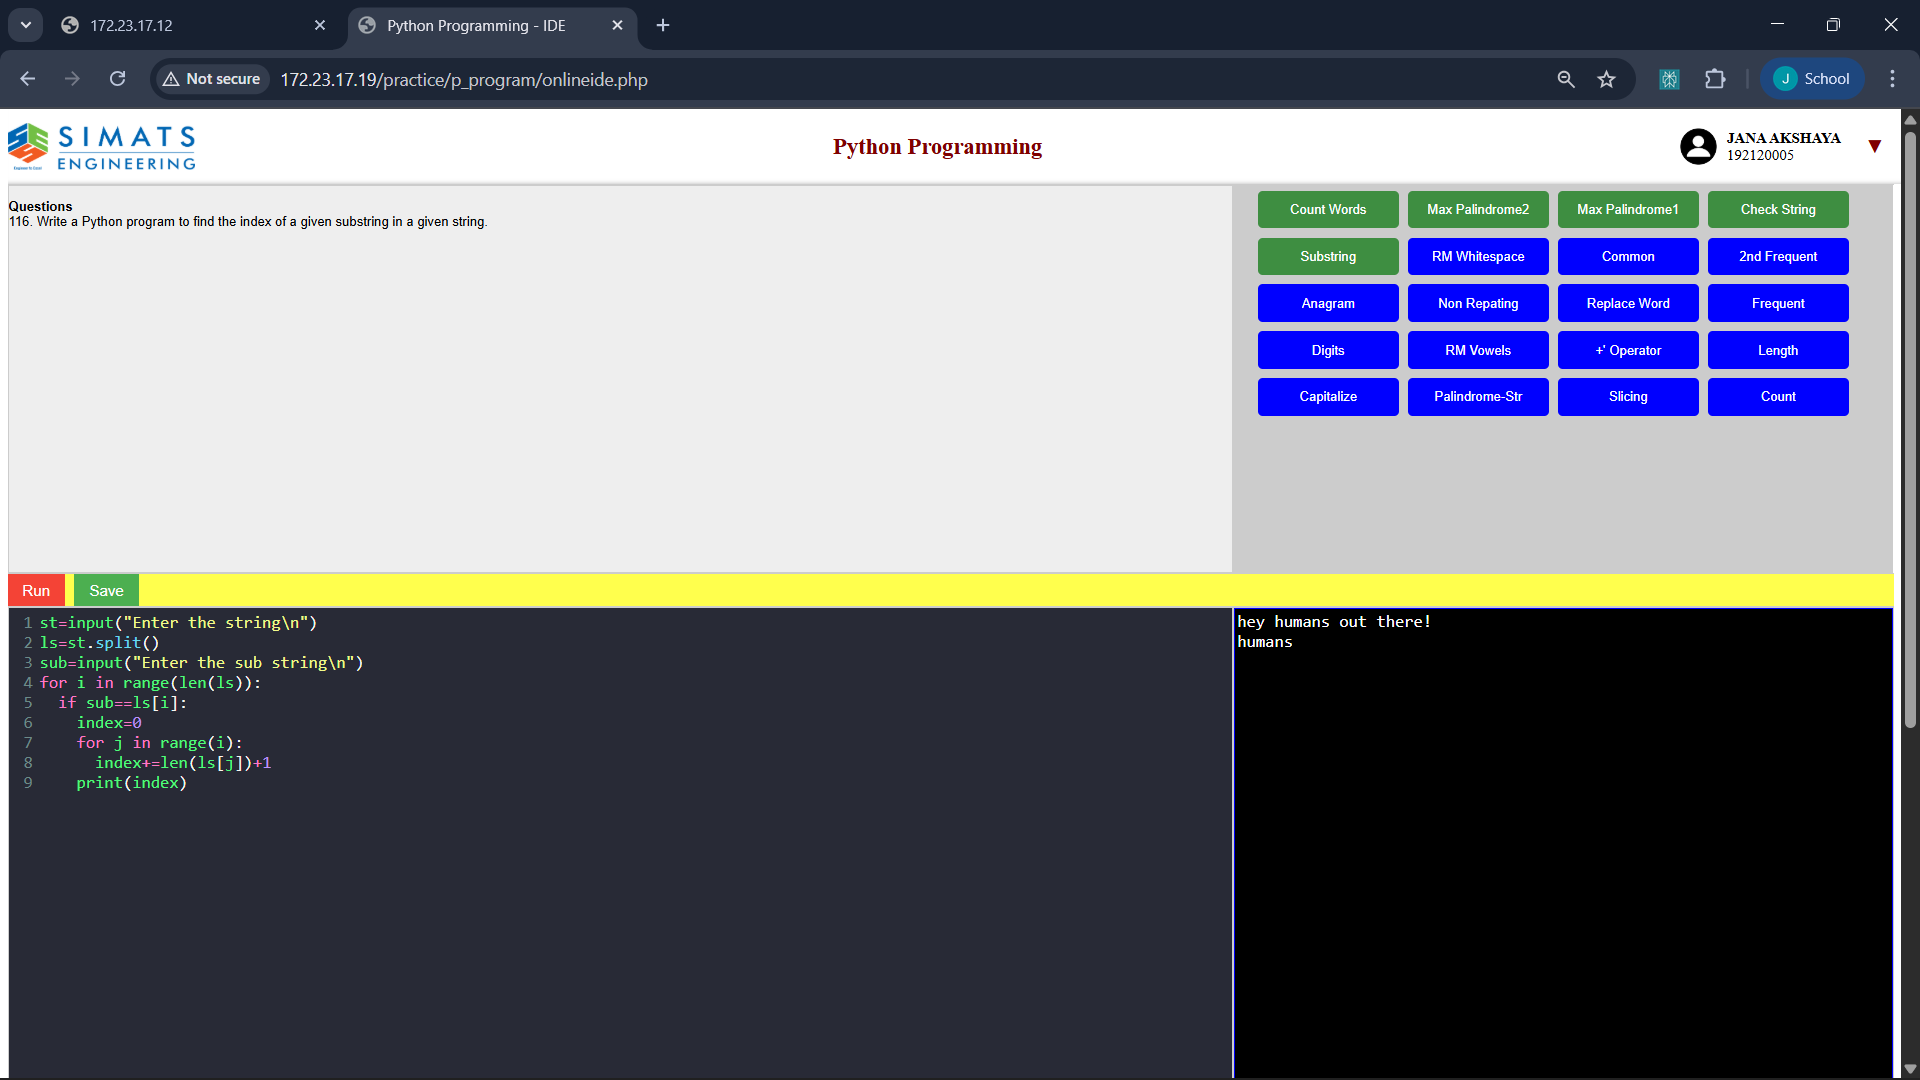 172.23.17.12
Python Programming - IDE
Not secure
172.23.17.19/practice/p_program/onlineide.php
J School
SIMATS
ENGINEERING
Python Programming
JANA AKSHAYA
192120005
Questions
116. Write a Python program to find the index of a given substring in a given string.
Count Words Max Palindrome2 Max Palindrome1 Check String
Substring RM Whitespace Common 2nd Frequent
Anagram Non Repating Replace Word Frequent
Digits RM Vowels +' Operator Length
Capitalize Palindrome-Str Slicing Count
Run Save
1 st=input("Enter the string\n")
2 ls=st.split()
3 sub=input("Enter the sub string\n")
4 for i in range(len(ls)):
5   if sub==ls[i]:
6     index=0
7     for j in range(i):
8       index+=len(ls[j])+1
9     print(index)
hey humans out there!
humans